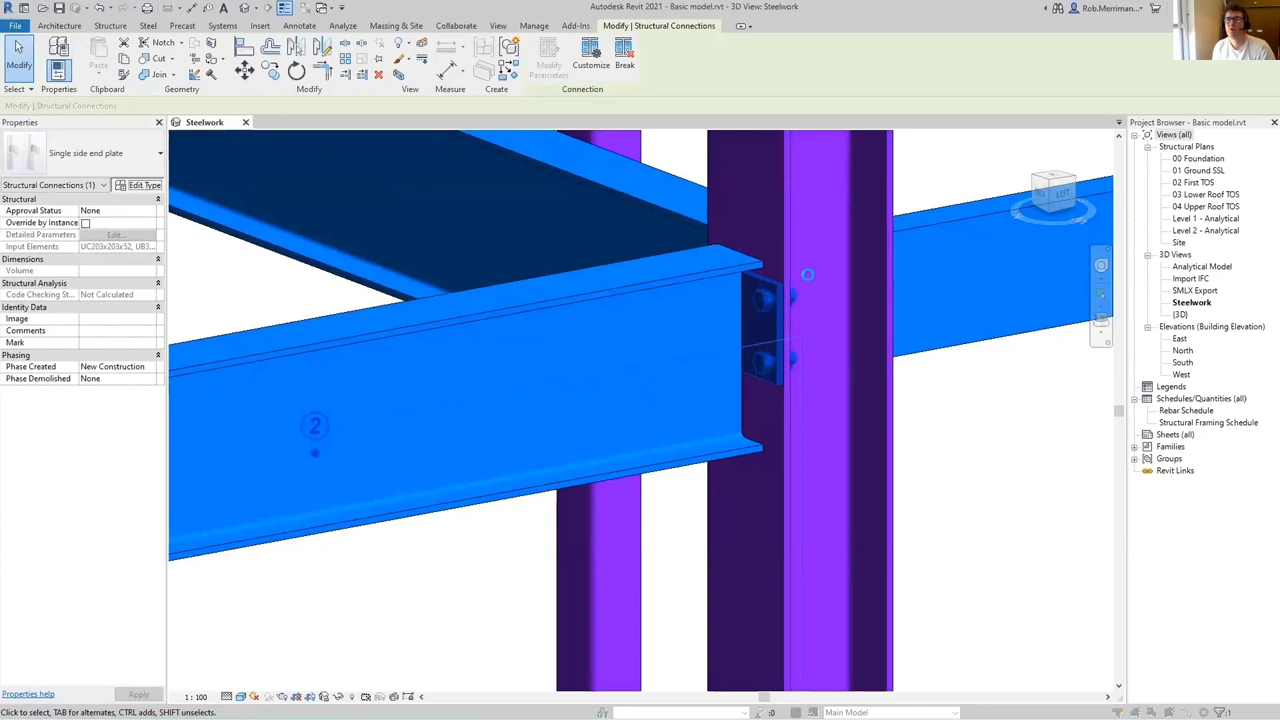 Autodesk Revit 2021 - Basic model.rvt - 3D View: Steelwork
Rob.Merriman...
File Architecture Structure Steel Precast Systems Insert Annotate Analyze Massing & Site Collaborate View Manage Add-Ins Modify | Structural Connections
Modify
Properties
Paste
Notch
Cut
Join
Modify Parameters
Customize
Break
Select Properties Clipboard Geometry Modify View Measure Create Connection
Modify | Structural Connections
Properties
Single side end plate
Structural Connections (1)
Edit Type
Structural
Approval Status None
Override by Instance
Detailed Parameters Edit...
Input Elements UC203x203x52, UB3...
Dimensions
Volume
Structural Analysis
Code Checking St... Not Calculated
Identity Data
Image
Comments
Mark
Phasing
Phase Created New Construction
Phase Demolished None
Properties help
Apply
Steelwork
2
LEFT
1 : 100
Project Browser - Basic model.rvt
Views (all)
Structural Plans
00 Foundation
01 Ground SSL
02 First TOS
03 Lower Roof TOS
04 Upper Roof TOS
Level 1 - Analytical
Level 2 - Analytical
Site
3D Views
Analytical Model
Import IFC
SMLX Export
Steelwork
{3D}
Elevations (Building Elevation)
East
North
South
West
Legends
Schedules/Quantities (all)
Rebar Schedule
Structural Framing Schedule
Sheets (all)
Families
Groups
Revit Links
Click to select, TAB for alternates, CTRL adds, SHIFT unselects.
:0
Main Model
:1